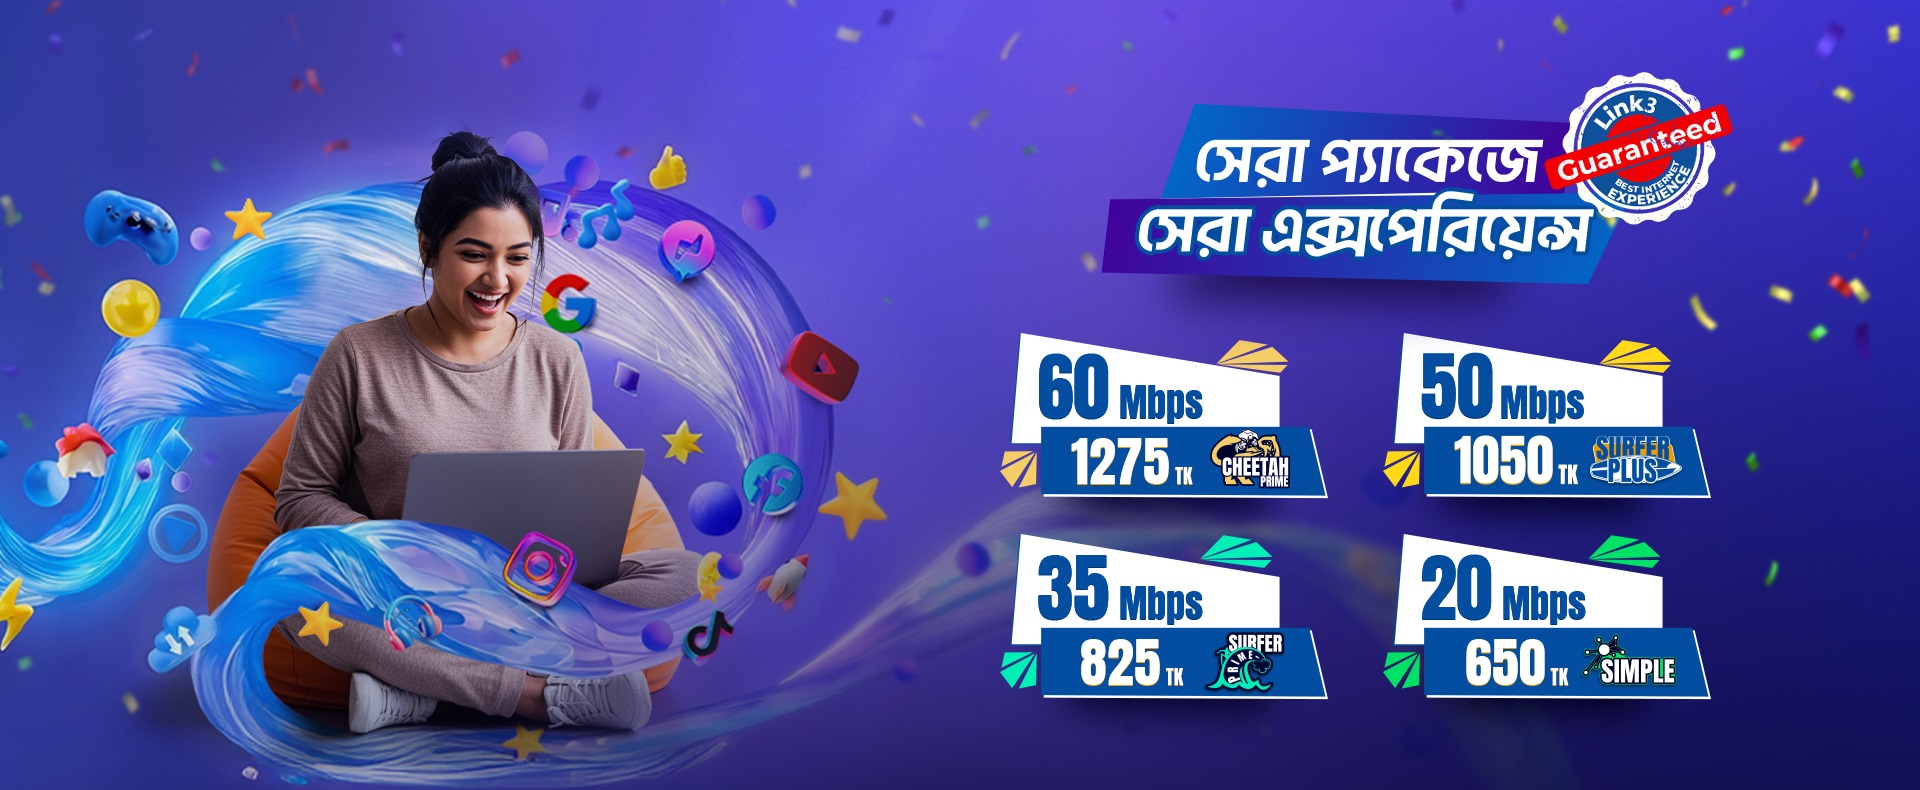 সেরা প্যাকেজে
সেরা এক্সপেরিয়েন্স
Link3
Guaranteed
BEST INTERNET
EXPERIENCE
60 Mbps
1275 TK
CHEETAH
PRIME
50 Mbps
1050 TK
SURFER
PLUS
35 Mbps
825 TK
SURFER
PRIME
20 Mbps
650 TK
SIMPLE